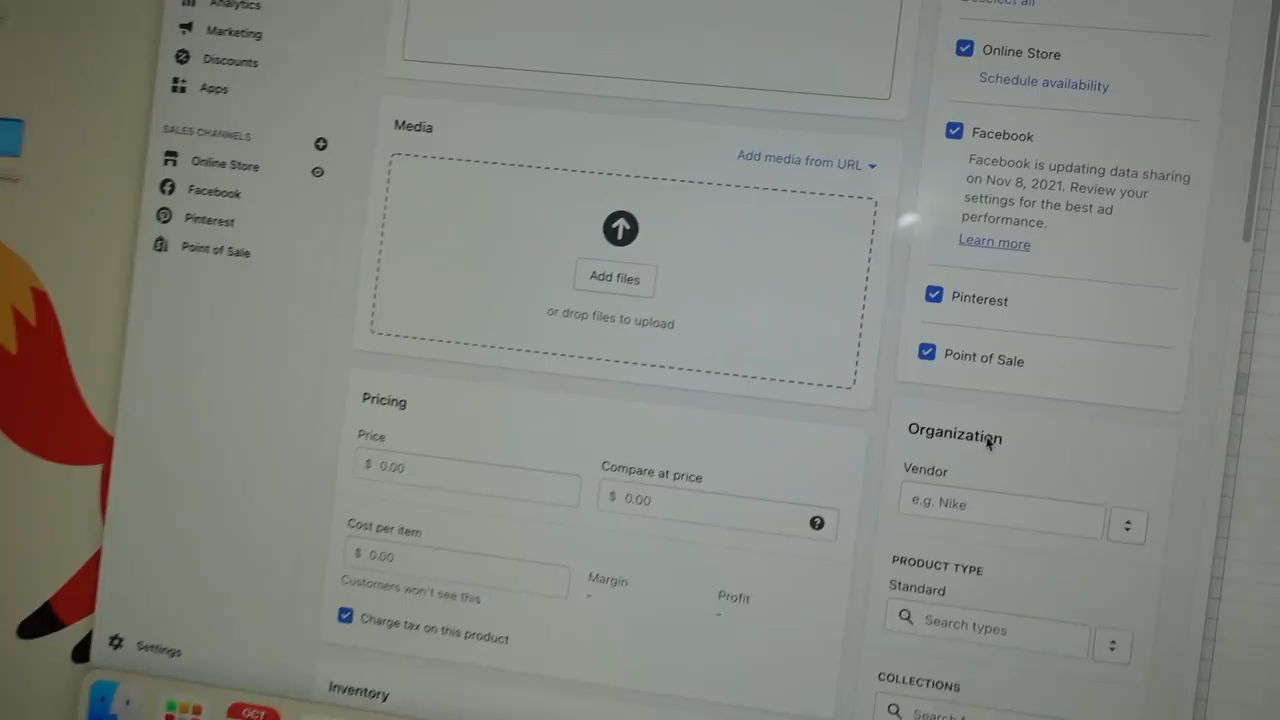 Analytics
Marketing
Discounts
Apps
SALES CHANNELS
Online Store
Facebook
Pinterest
Point of Sale
Settings
Media
Add media from URL
Add files
or drop files to upload
Pricing
Price
$ 0.00
Compare at price
$ 0.00
Cost per item
$ 0.00
Customers won't see this
Margin
-
Profit
-
Charge tax on this product
Inventory
Deselect all
Online Store
Schedule availability
Facebook
Facebook is updating data sharing
on Nov 8, 2021. Review your
settings for the best ad
performance.
Learn more
Pinterest
Point of Sale
Organization
Vendor
e.g. Nike
PRODUCT TYPE
Standard
Search types
COLLECTIONS
Search
OCT